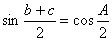 sin (b+c)/2 = cos A/2